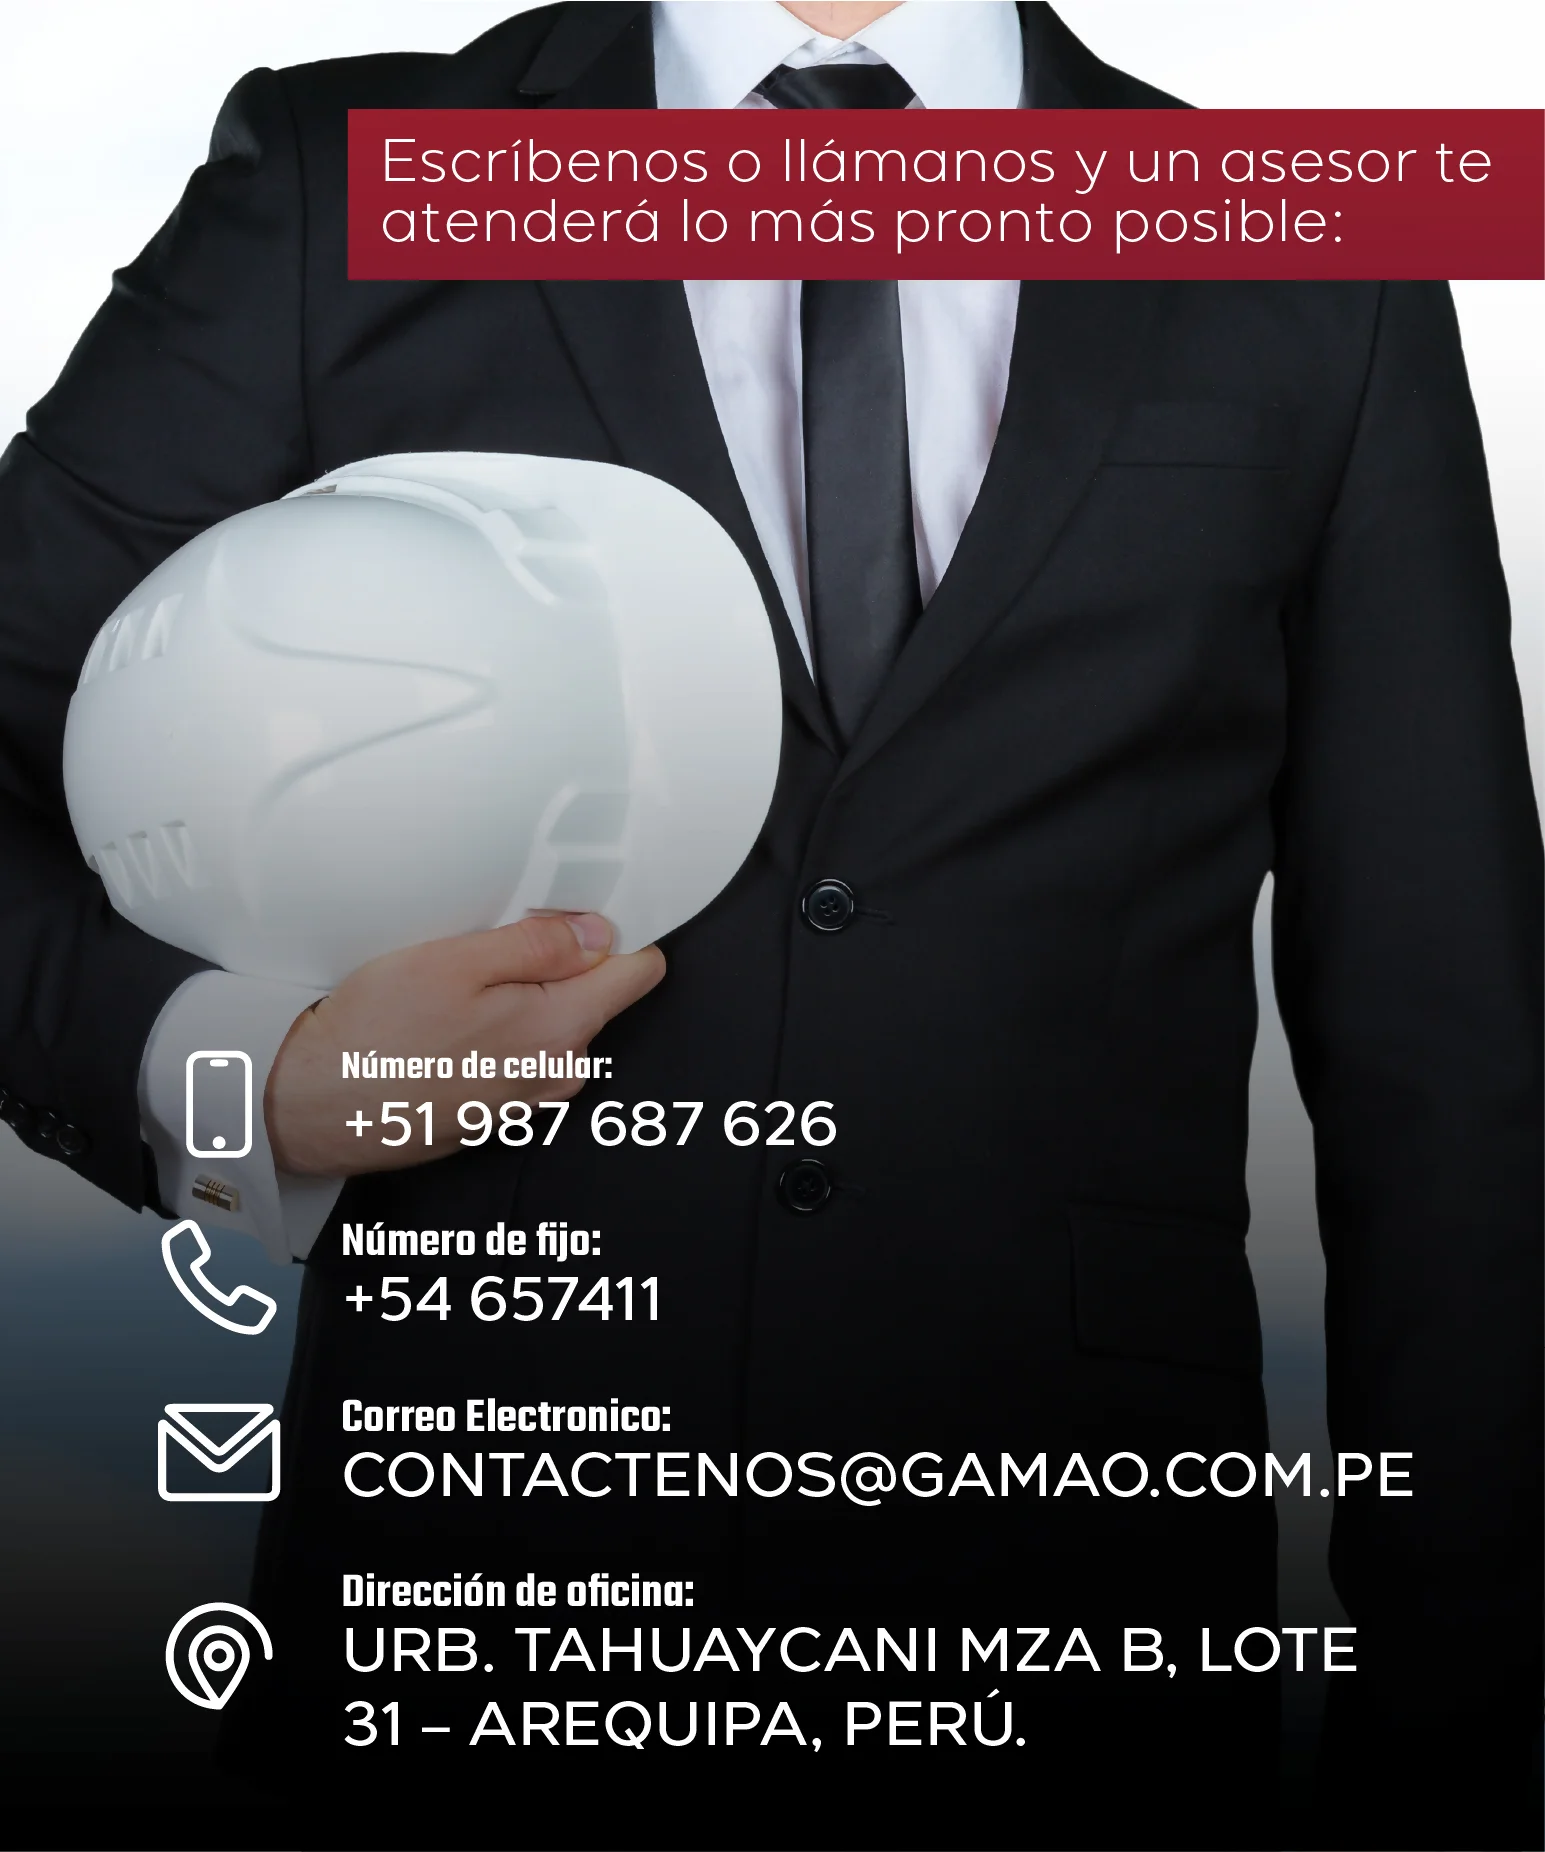 Escríbenos o llámanos y un asesor te
atenderá lo más pronto posible:
Número de celular:
+51 987 687 626
Número de fijo:
+54 657411
Correo Electronico:
CONTACTENOS@GAMAO.COM.PE
Dirección de oficina:
URB. TAHUAYCANI MZA B, LOTE
31 – AREQUIPA, PERÚ.